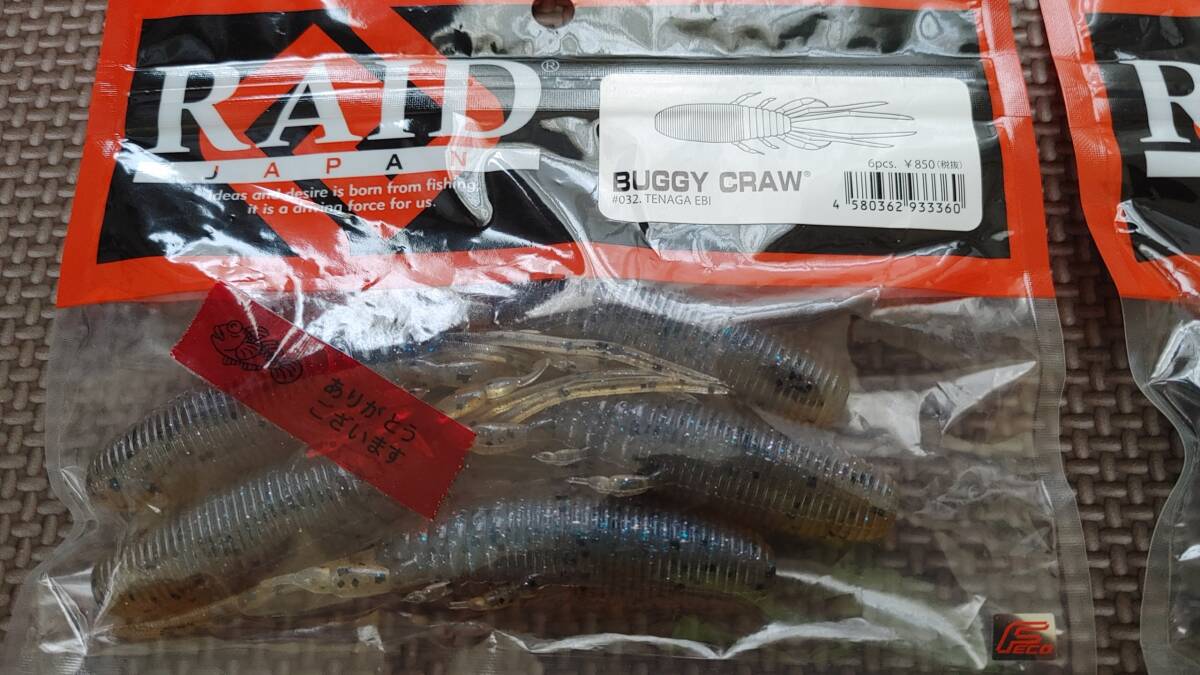 RAID®
JAPAN
ideas and desire is born from fishing,
it is a driving force for us.
BUGGY CRAW®
#032. TENAGA EBI
6pcs. ¥850(税抜)
4 580362 933360
ありがとう
ございます
FECO
R